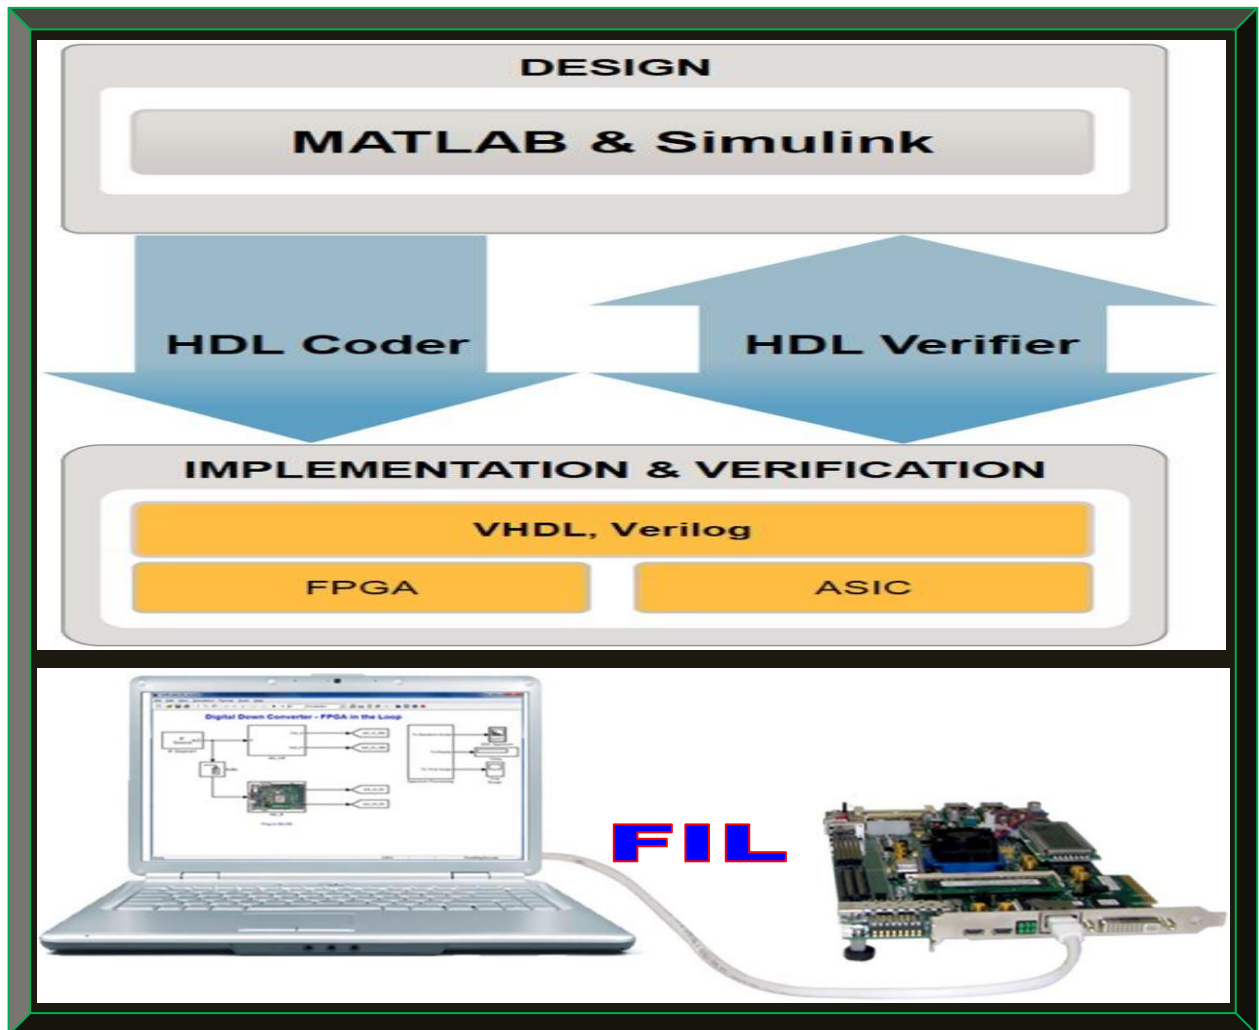 DESIGN
MATLAB & Simulink
HDL Coder
HDL Verifier
IMPLEMENTATION & VERIFICATION
VHDL, Verilog
FPGA
ASIC
Digital Down Converter - FPGA in the Loop
FIL